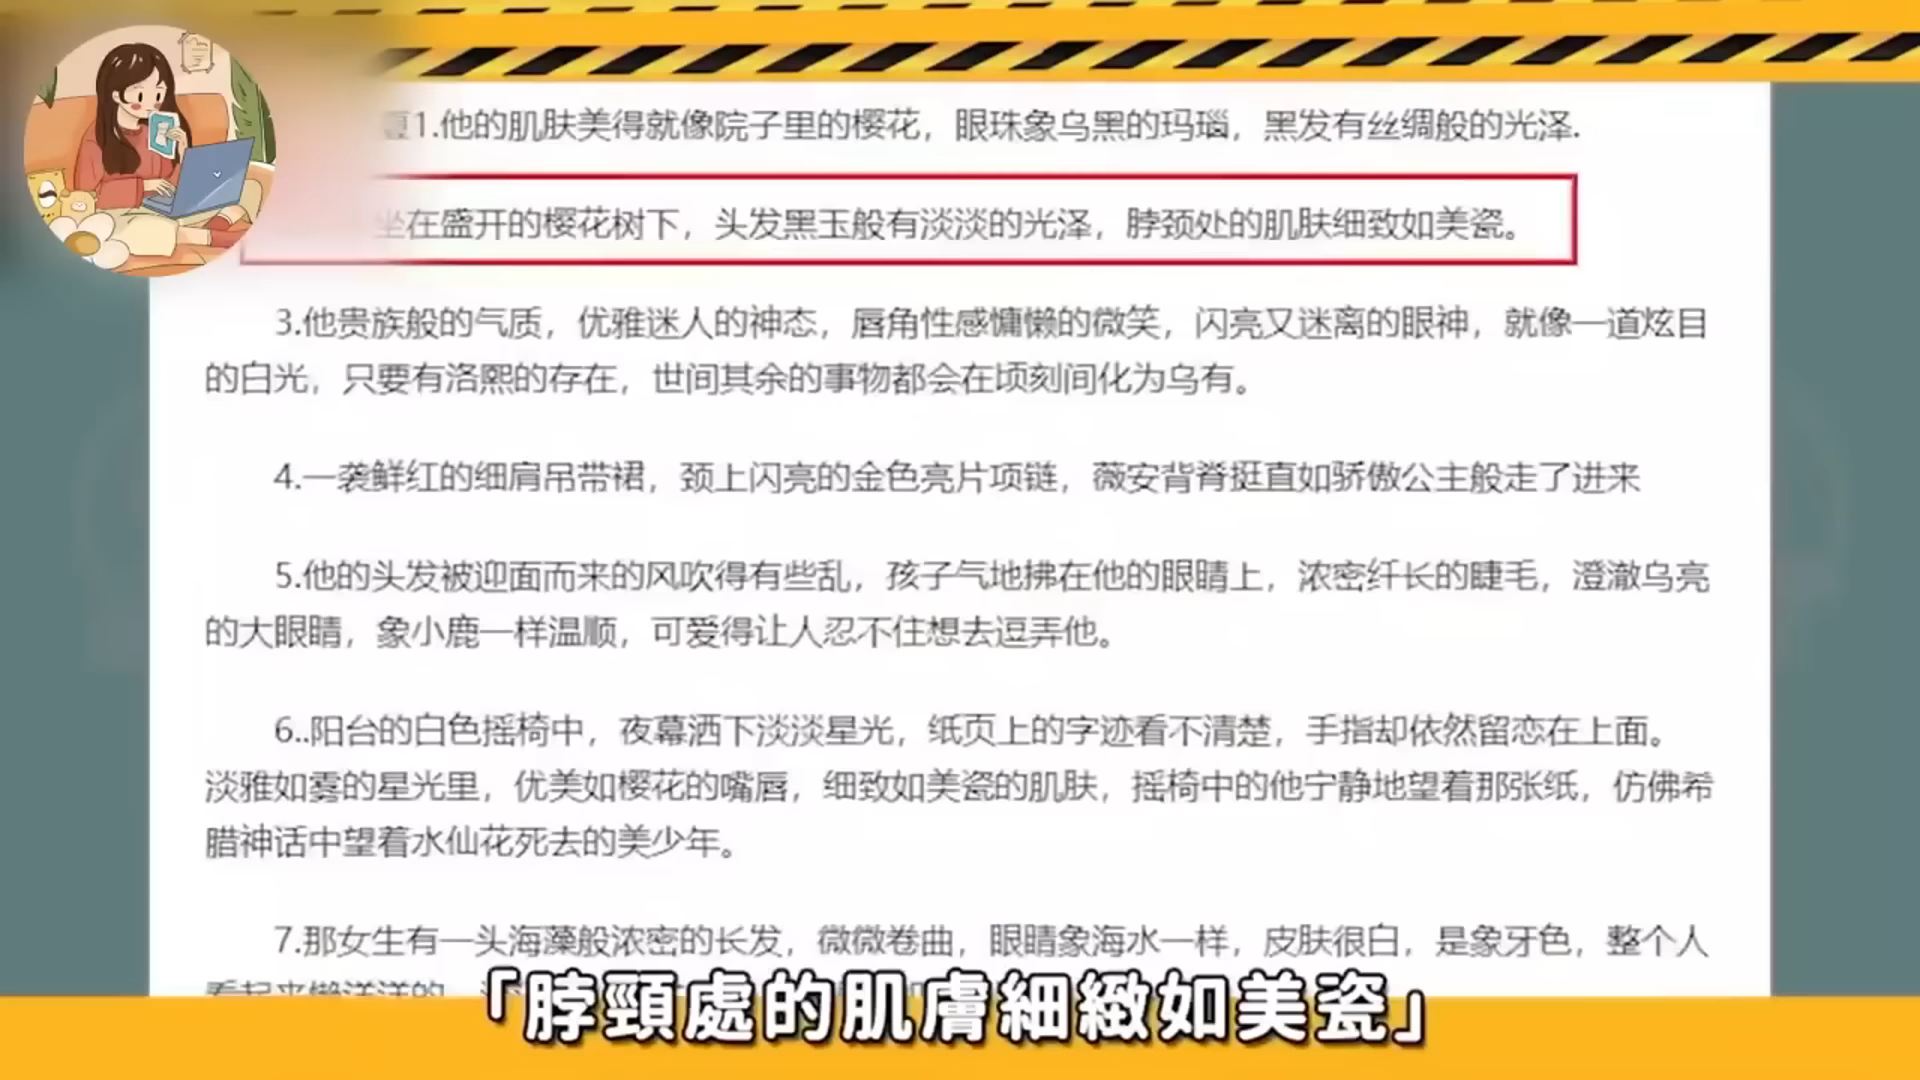 1.他的肌肤美得就像院子里的樱花，眼珠象乌黑的玛瑙，黑发有丝绸般的光泽.
坐在盛开的樱花树下，头发黑玉般有淡淡的光泽，脖颈处的肌肤细致如美瓷。
3.他贵族般的气质，优雅迷人的神态，唇角性感慵懒的微笑，闪亮又迷离的眼神，就像一道炫目
的白光，只要有洛熙的存在，世间其余的事物都会在顷刻间化为乌有。
4.一袭鲜红的细肩吊带裙，颈上闪亮的金色亮片项链，薇安背脊挺直如骄傲公主般走了进来
5.他的头发被迎面而来的风吹得有些乱，孩子气地拂在他的眼睛上，浓密纤长的睫毛，澄澈乌亮
的大眼睛，象小鹿一样温顺，可爱得让人忍不住想去逗弄他。
6..阳台的白色摇椅中，夜幕洒下淡淡星光，纸页上的字迹看不清楚，手指却依然留恋在上面。
淡雅如雾的星光里，优美如樱花的嘴唇，细致如美瓷的肌肤，摇椅中的他宁静地望着那张纸，仿佛希
腊神话中望着水仙花死去的美少年。
7.那女生有一头海藻般浓密的长发，微微卷曲，眼睛象海水一样，皮肤很白，是象牙色，整个人
看起来懒洋洋的
「脖頸處的肌膚細緻如美瓷」